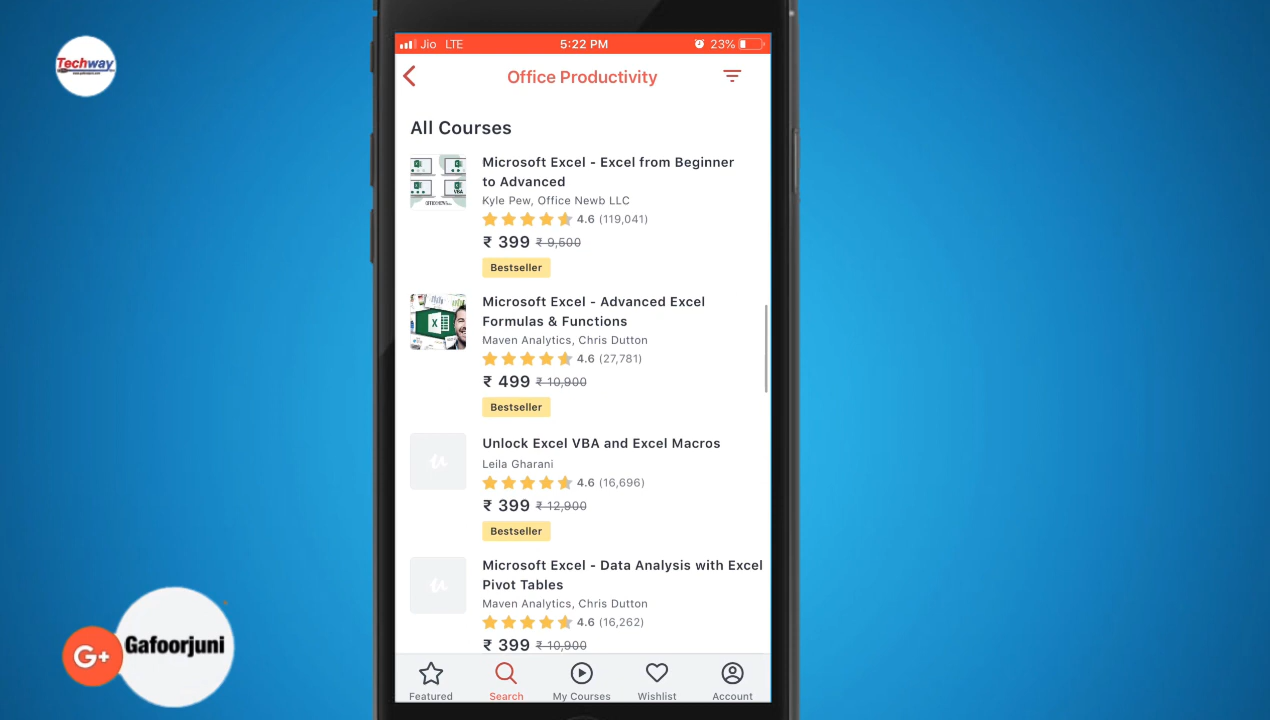 Techway
Jio LTE
5:22 PM
23%
Office Productivity
All Courses
Microsoft Excel - Excel from Beginner
to Advanced
Kyle Pew, Office Newb LLC
4.6 (119,041)
₹ 399 ₹ 9,500
Bestseller
Microsoft Excel - Advanced Excel
Formulas & Functions
Maven Analytics, Chris Dutton
4.6 (27,781)
₹ 499 ₹ 10,900
Bestseller
Unlock Excel VBA and Excel Macros
Leila Gharani
4.6 (16,696)
₹ 399 ₹ 12,900
Bestseller
Microsoft Excel - Data Analysis with Excel
Pivot Tables
Maven Analytics, Chris Dutton
4.6 (16,262)
₹ 399 ₹ 10,900
Featured
Search
My Courses
Wishlist
Account
G+
Gafoorjuni